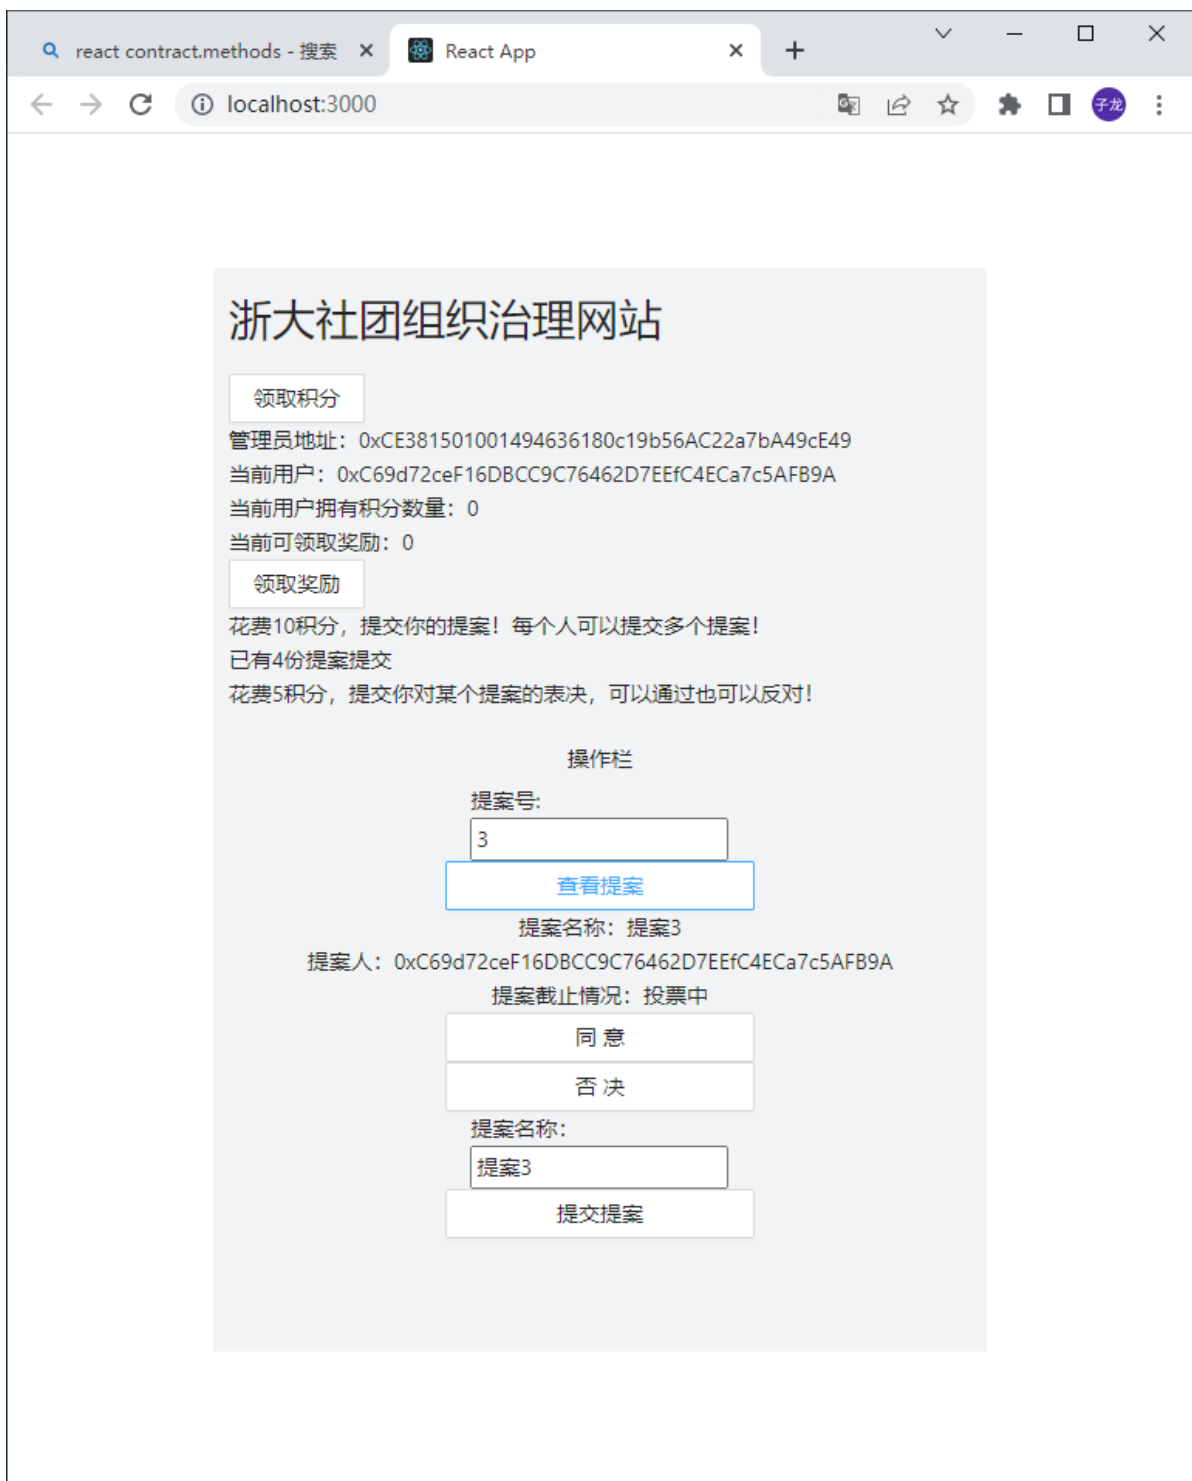 react contract.methods - 搜索
React App
localhost:3000
子龙
浙大社团组织治理网站
领取积分
管理员地址：0xCE381501001494636180c19b56AC22a7bA49cE49
当前用户：0xC69d72ceF16DBCC9C76462D7EEfC4ECa7c5AFB9A
当前用户拥有积分数量：0
当前可领取奖励：0
领取奖励
花费10积分，提交你的提案！每个人可以提交多个提案！
已有4份提案提交
花费5积分，提交你对某个提案的表决，可以通过也可以反对！
操作栏
提案号:
3
查看提案
提案名称：提案3
提案人：0xC69d72ceF16DBCC9C76462D7EEfC4ECa7c5AFB9A
提案截止情况：投票中
同 意
否 决
提案名称：
提案3
提交提案